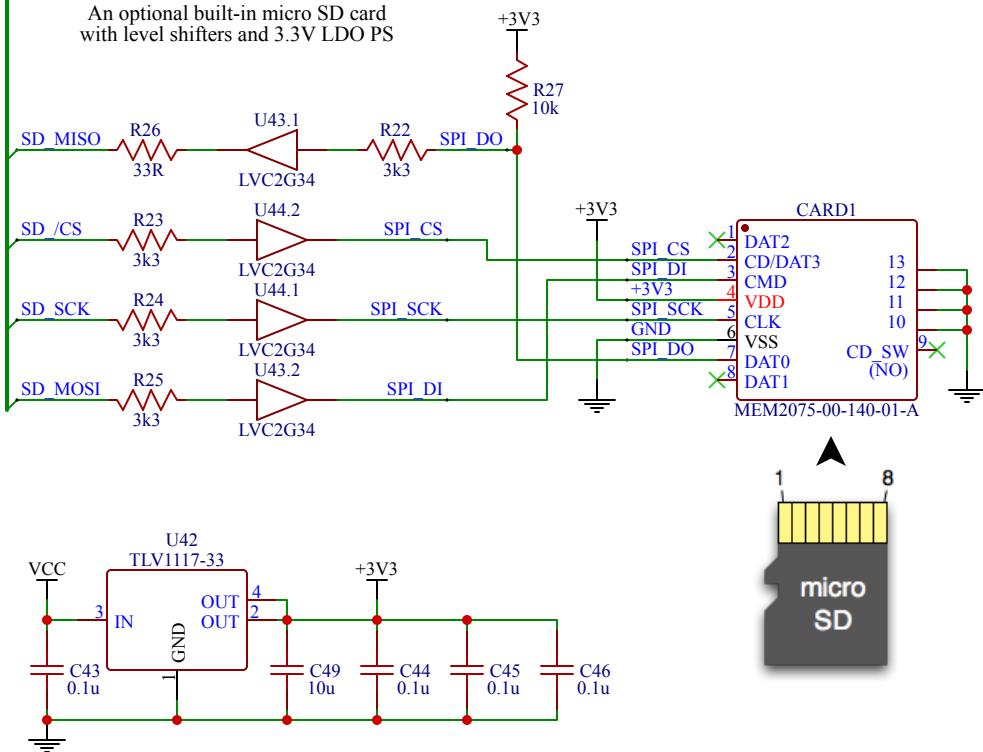 An optional built-in micro SD card
with level shifters and 3.3V LDO PS
+3V3
R27
10k
SD_MISO
R26
33R
U43.1
LVC2G34
R22
3k3
SPI_DO
SD_/CS
R23
3k3
U44.2
LVC2G34
SPI_CS
SD_SCK
R24
3k3
U44.1
LVC2G34
SPI_SCK
SD_MOSI
R25
3k3
U43.2
LVC2G34
SPI_DI
+3V3
SPI_CS
SPI_DI
+3V3
SPI_SCK
GND
SPI_DO
CARD1
1 DAT2
2 CD/DAT3
3 CMD
4 VDD
5 CLK
6 VSS
7 DAT0
8 DAT1
13
12
11
10
9
CD_SW
(NO)
MEM2075-00-140-01-A
1 8
micro
SD
U42
TLV1117-33
VCC
3 IN
OUT 4
OUT 2
GND
1
+3V3
C43
0.1u
C49
10u
C44
0.1u
C45
0.1u
C46
0.1u